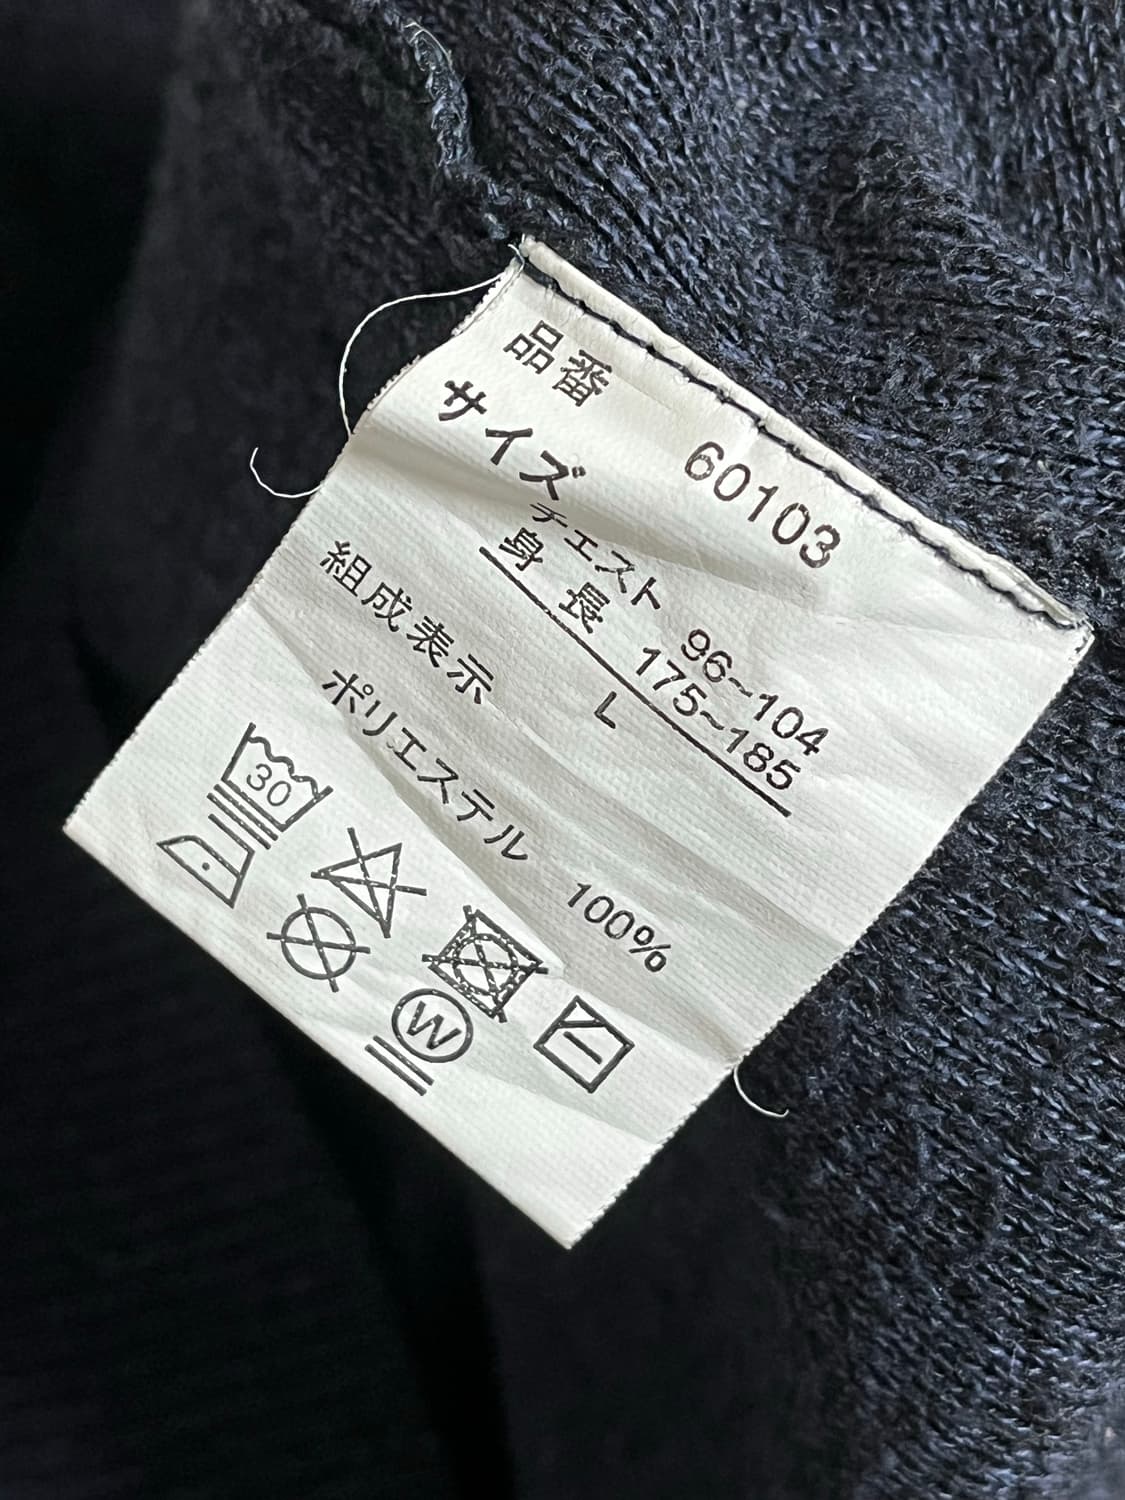 品番 60103
サイズ
チェスト 96~104
身長 175~185
L
組成表示
ポリエステル 100%
30
W